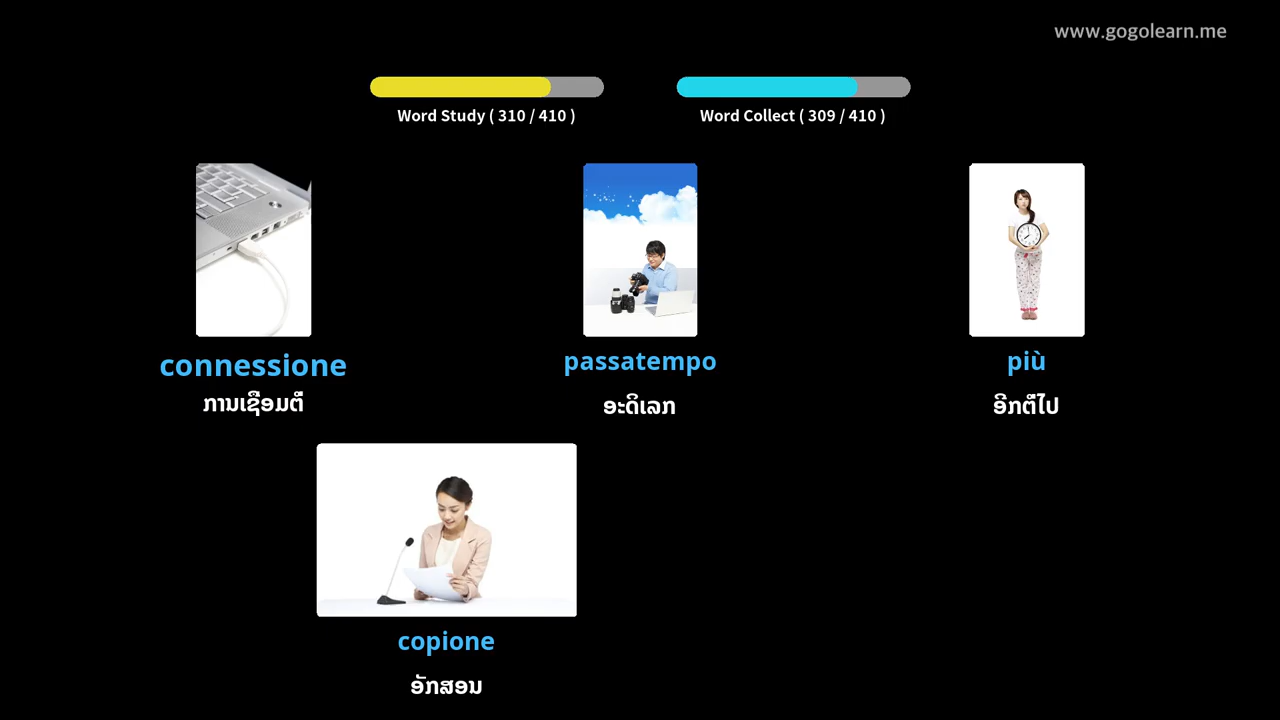 www.gogolearn.me
Word Study ( 310 / 410 )
Word Collect ( 309 / 410 )
connessione
ການເຊື່ອມຕໍ່
passatempo
ອະດິເລກ
più
ອີກຕໍ່ໄປ
copione
ອັກສອນ